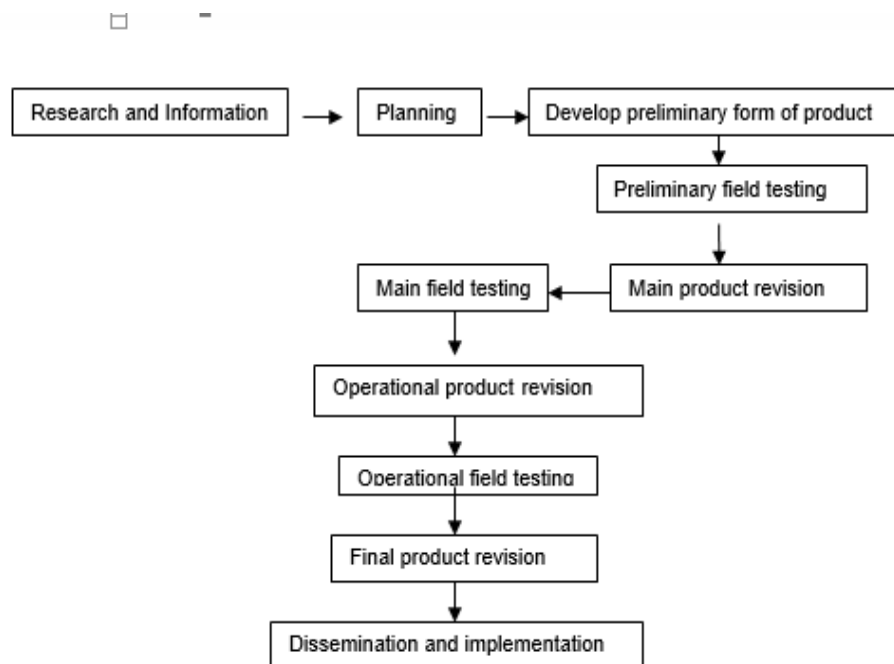 Research and Information
Planning
Develop preliminary form of product
Preliminary field testing
Main product revision
Main field testing
Operational product revision
Operational field testing
Final product revision
Dissemination and implementation